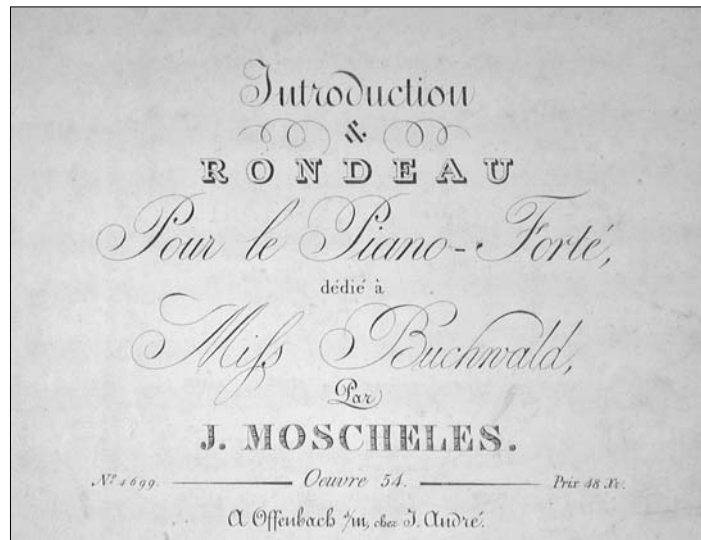 Introduction
&
RONDEAU
Pour le Piano-Forté,
dédié à
Miſs Buchwald,
Par
J. MOSCHELES.
Nº 4699. Oeuvre 54. Prix 48 Xr.
A Offenbach s/m, chez J. André.